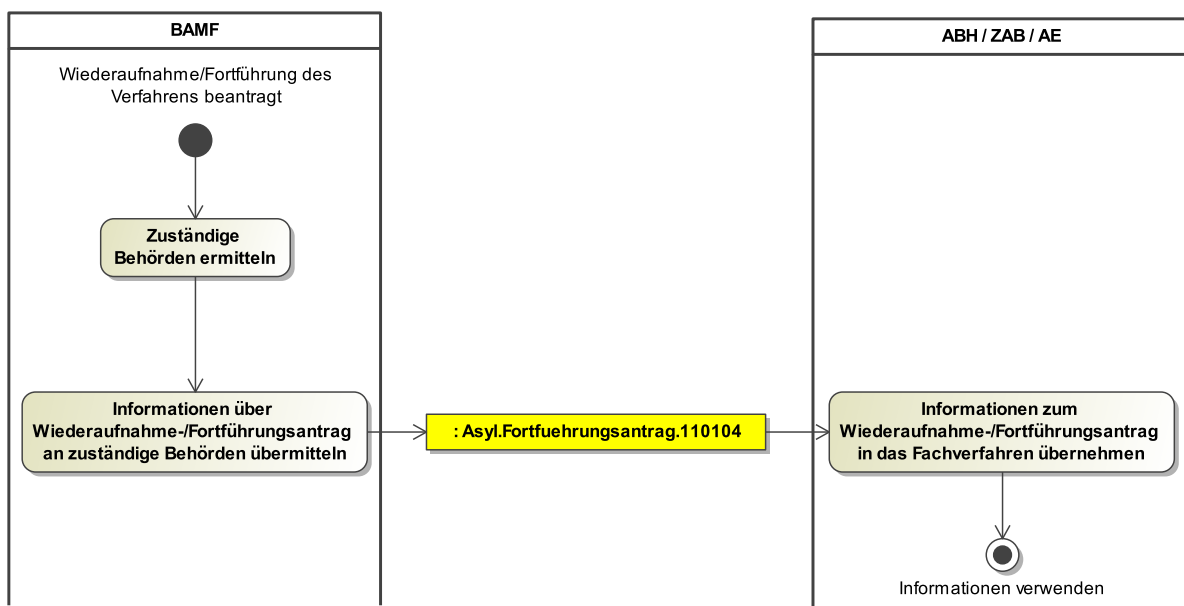 BAMF
Wiederaufnahme/Fortführung des
Verfahrens beantragt
Zuständige
Behörden ermitteln
Informationen über
Wiederaufnahme-/Fortführungsantrag
an zuständige Behörden übermitteln
: Asyl.Fortfuehrungsantrag.110104
ABH / ZAB / AE
Informationen zum
Wiederaufnahme-/Fortführungsantrag
in das Fachverfahren übernehmen
Informationen verwenden